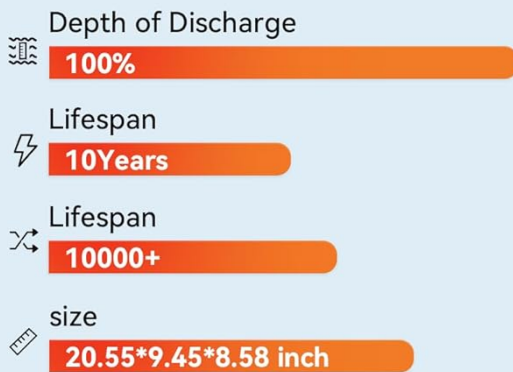 Depth of Discharge
100%
Lifespan
10Years
Lifespan
10000+
size
20.55*9.45*8.58 inch